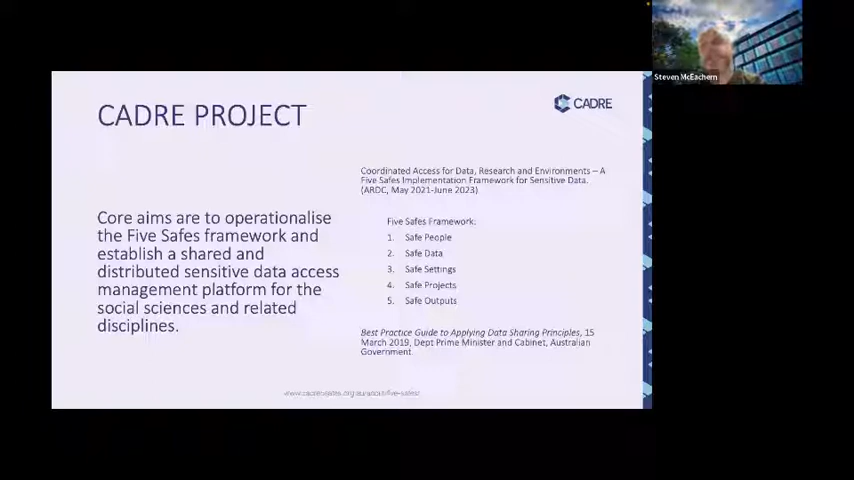 Steven McEachern
CADRE PROJECT
CADRE
Coordinated Access for Data, Research and Environments – A
Five Safes Implementation Framework for Sensitive Data.
(ARDC, May 2021-June 2023)
Core aims are to operationalise
the Five Safes framework and
establish a shared and
distributed sensitive data access
management platform for the
social sciences and related
disciplines.
Five Safes Framework:
1. Safe People
2. Safe Data
3. Safe Settings
4. Safe Projects
5. Safe Outputs
Best Practice Guide to Applying Data Sharing Principles, 15
March 2019, Dept Prime Minister and Cabinet, Australian
Government.